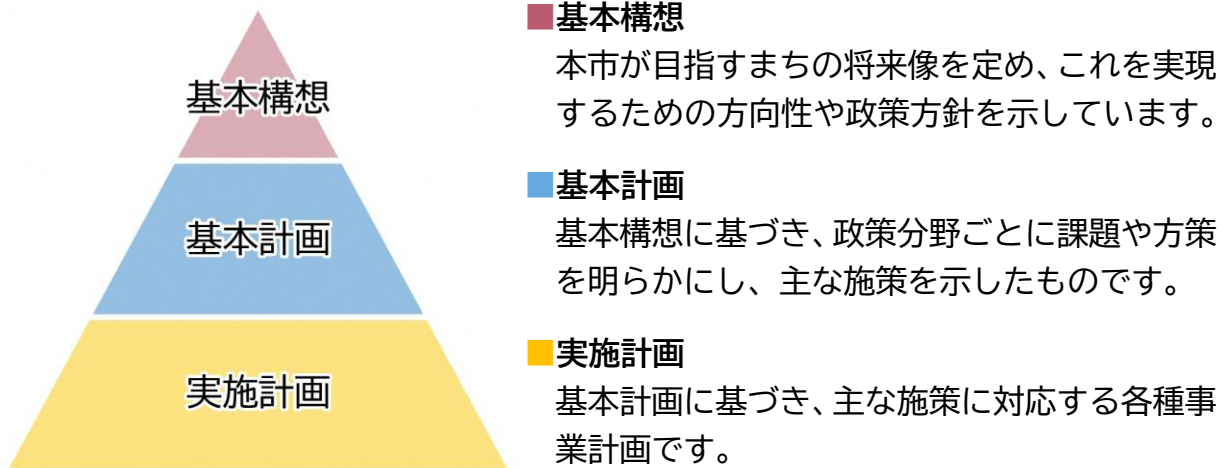 基本構想
基本計画
実施計画
■基本構想
本市が目指すまちの将来像を定め、これを実現
するための方向性や政策方針を示しています。
■基本計画
基本構想に基づき、政策分野ごとに課題や方策
を明らかにし、主な施策を示したものです。
■実施計画
基本計画に基づき、主な施策に対応する各種事
業計画です。